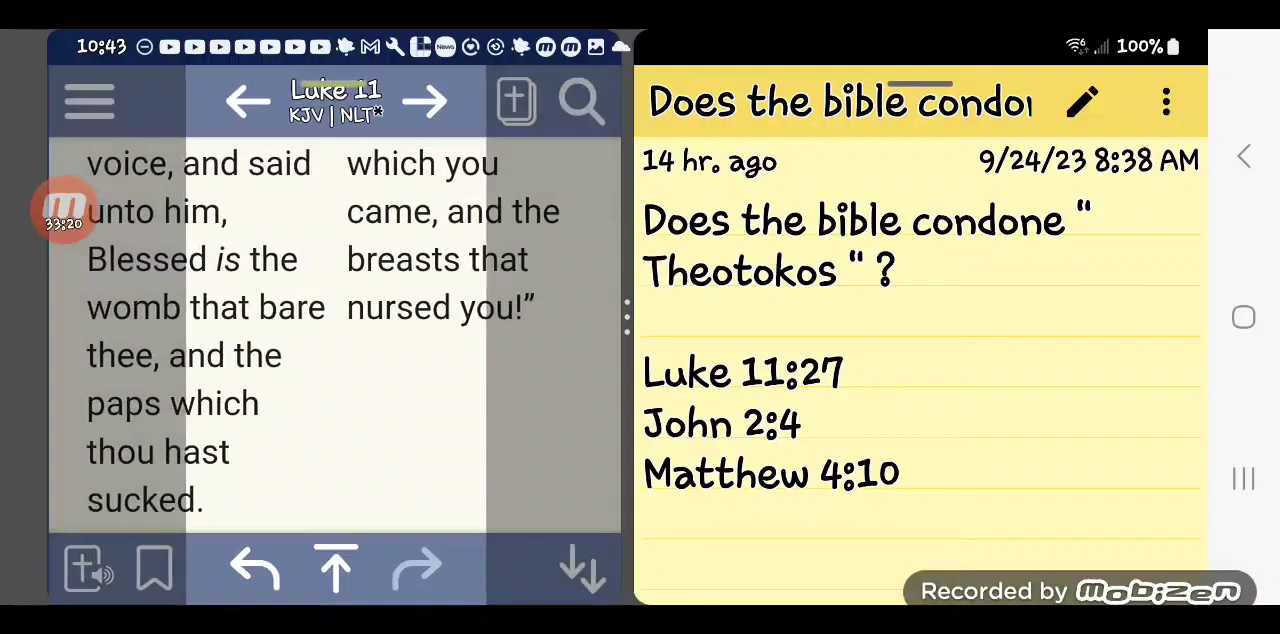 10:43
News
100%
Luke 11
KJV | NLT*
voice, and said
unto him,
Blessed is the
womb that bare
thee, and the
paps which
thou hast
sucked.
which you
came, and the
breasts that
nursed you!”
33:20
Does the bible condo
14 hr. ago 9/24/23 8:38 AM
Does the bible condone "
Theotokos " ?
Luke 11:27
John 2:4
Matthew 4:10
Recorded by mobizen